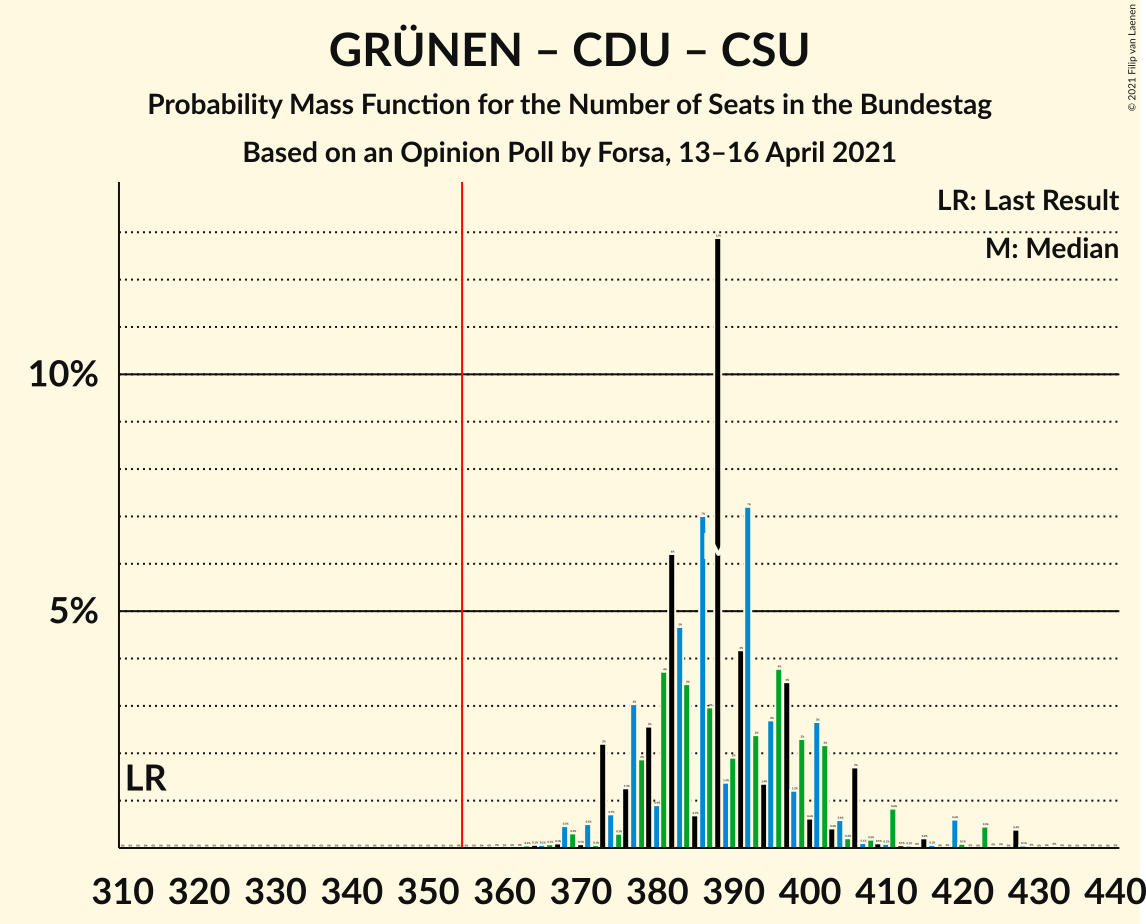 GRÜNEN – CDU – CSU
Probability Mass Function for the Number of Seats in the Bundestag
Based on an Opinion Poll by Forsa, 13–16 April 2021
© 2021 Filip van Laenen
LR: Last Result
M: Median
10%
5%
LR
M
310 320 330 340 350 360 370 380 390 400 410 420 430 440